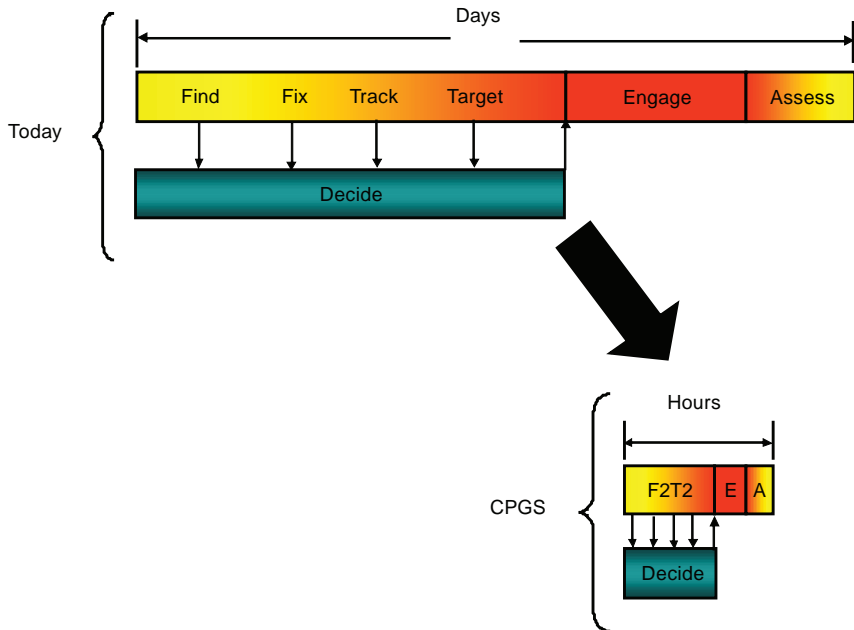 Days
Find Fix Track Target Engage Assess
Today
Decide
Hours
F2T2 E A
CPGS
Decide